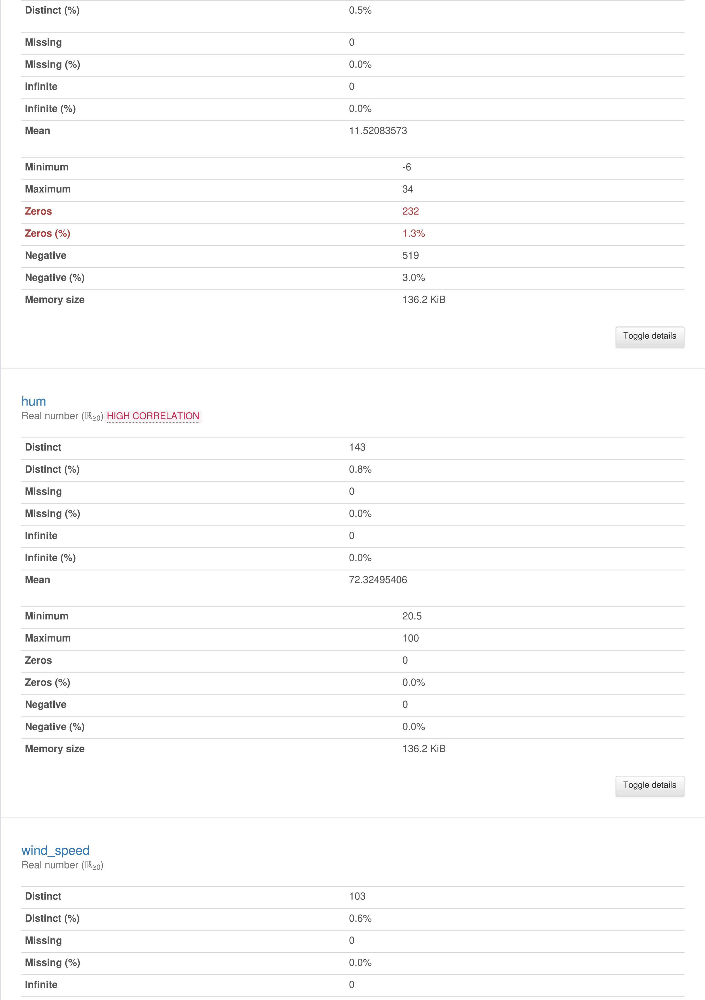 Distinct (%) 0.5%
Missing 0
Missing (%) 0.0%
Infinite 0
Infinite (%) 0.0%
Mean 11.52083573
Minimum -6
Maximum 34
Zeros 232
Zeros (%) 1.3%
Negative 519
Negative (%) 3.0%
Memory size 136.2 KiB
Toggle details
hum
Real number (ℝ≥0) HIGH CORRELATION
Distinct 143
Distinct (%) 0.8%
Missing 0
Missing (%) 0.0%
Infinite 0
Infinite (%) 0.0%
Mean 72.32495406
Minimum 20.5
Maximum 100
Zeros 0
Zeros (%) 0.0%
Negative 0
Negative (%) 0.0%
Memory size 136.2 KiB
Toggle details
wind_speed
Real number (ℝ≥0)
Distinct 103
Distinct (%) 0.6%
Missing 0
Missing (%) 0.0%
Infinite 0